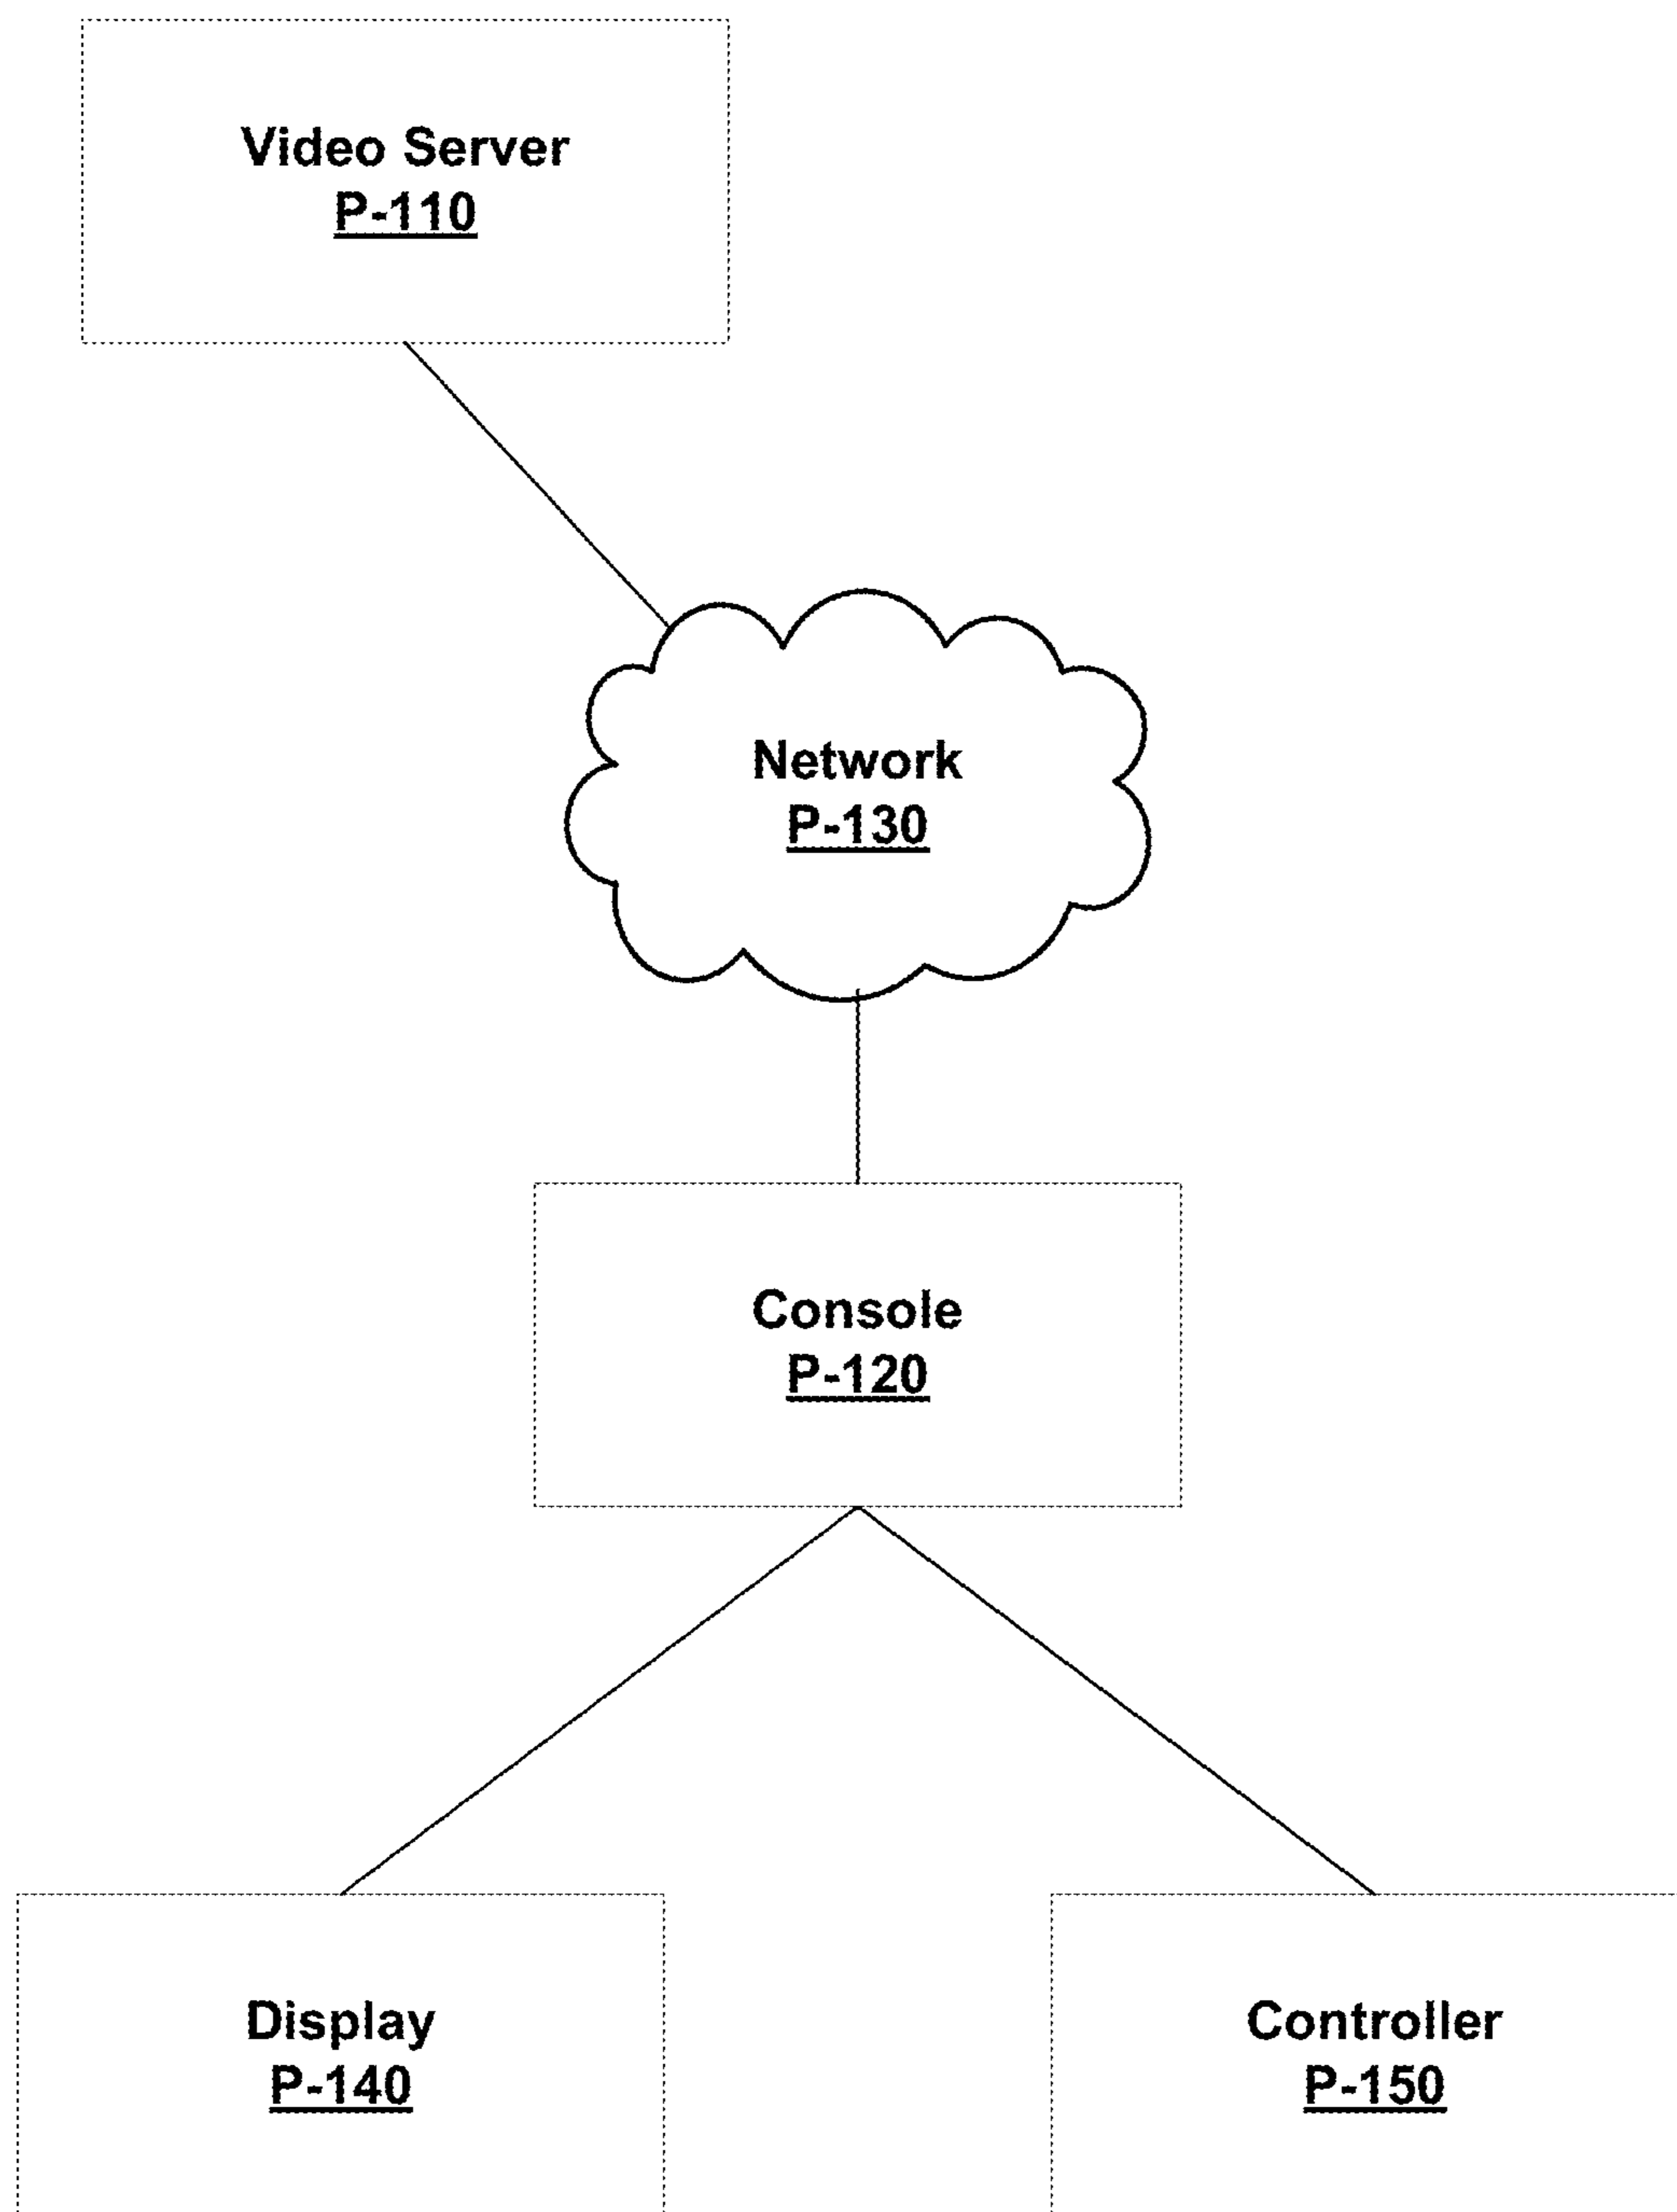 Video Server
P-110
Network
P-130
Console
P-120
Display
P-140
Controller
P-150